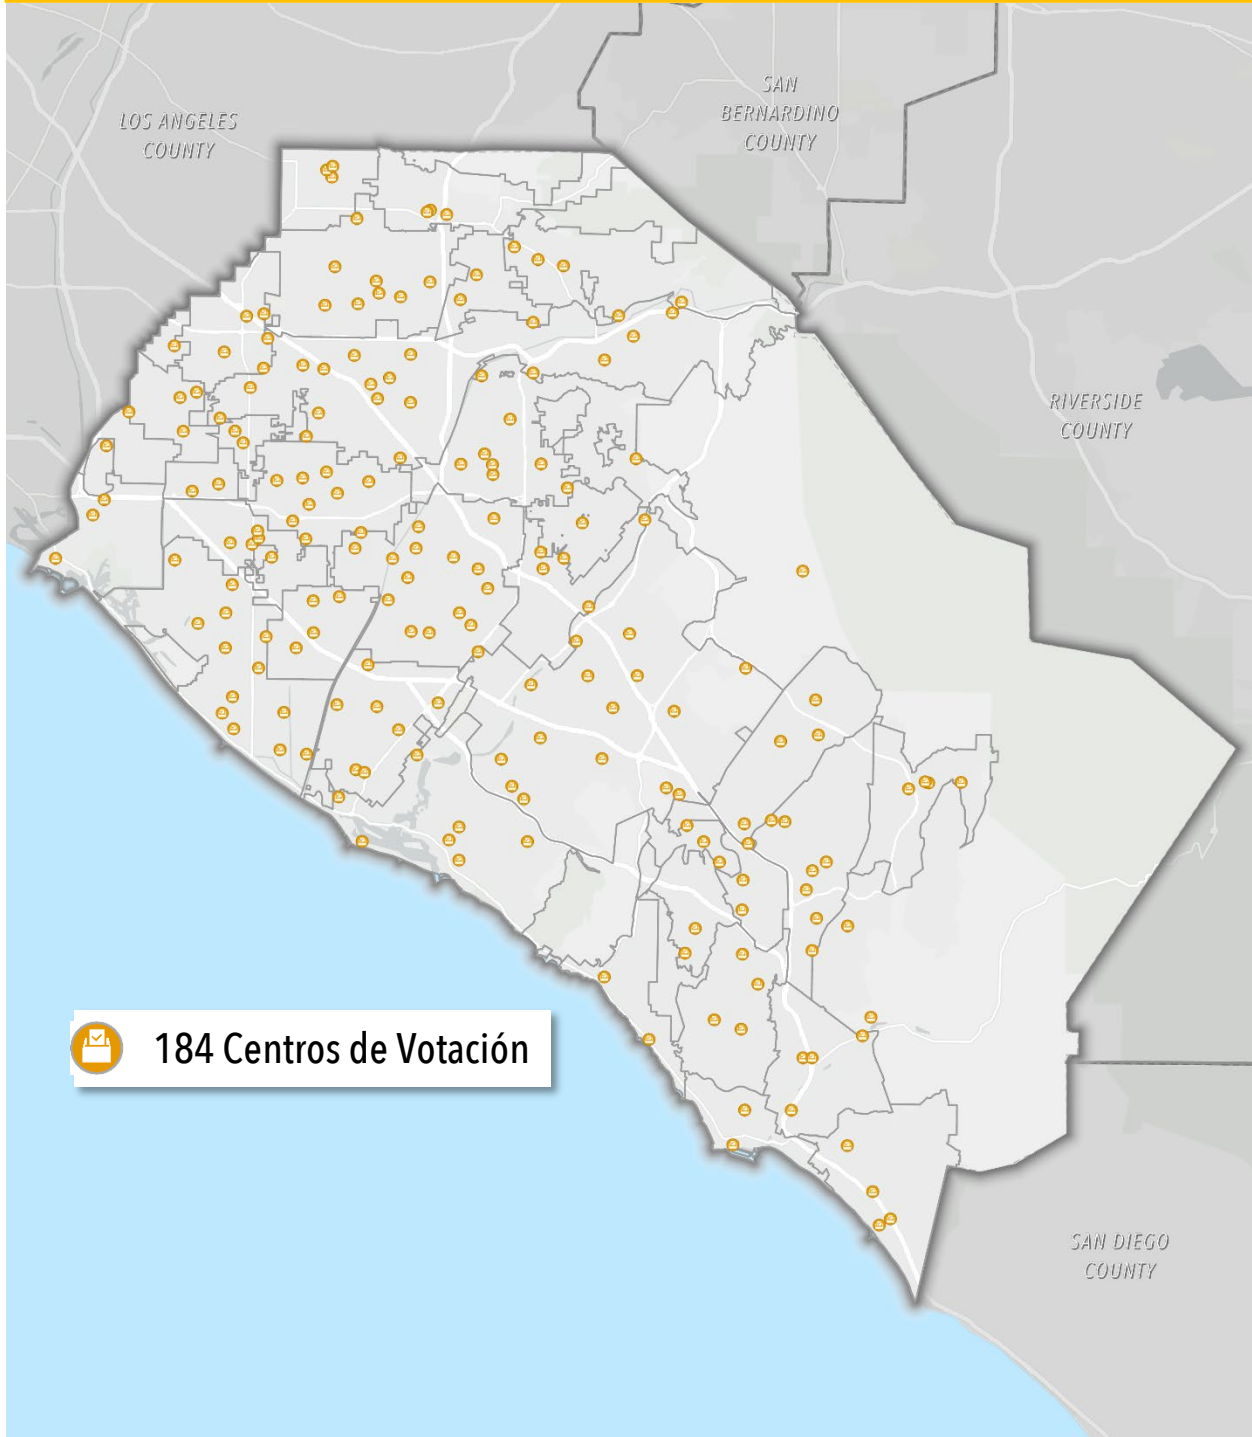 SAN
BERNARDINO
COUNTY
LOS ANGELES
COUNTY
RIVERSIDE
COUNTY
184 Centros de Votación
SAN DIEGO
COUNTY